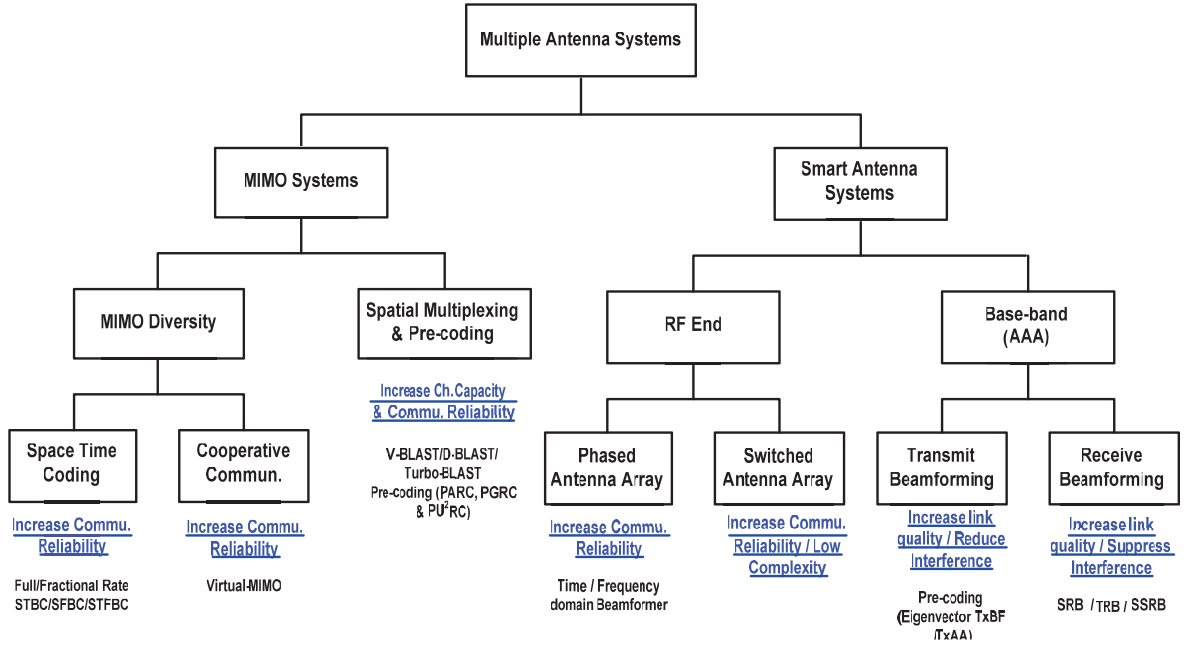 Multiple Antenna Systems
MIMO Systems
Smart Antenna
Systems
MIMO Diversity
Spatial Multiplexing
& Pre-coding
RF End
Base-band
(AAA)
Increase Ch.Capacity
& Commu. Reliability
V-BLAST/D-BLAST/
Turbo-BLAST
Pre-coding (PARC, PGRC
& PU²RC)
Space Time
Coding
Cooperative
Commun.
Phased
Antenna Array
Switched
Antenna Array
Transmit
Beamforming
Receive
Beamforming
Increase Commu.
Reliability
Full/Fractional Rate
STBC/SFBC/STFBC
Increase Commu.
Reliability
Virtual-MIMO
Increase Commu.
Reliability
Time / Frequency
domain Beamformer
Increase Commu.
Reliability / Low
Complexity
Increase link
quality / Reduce
Interference
Pre-coding
(Eigenvector TxBF
/TxAA)
Increase link
quality / Suppress
Interference
SRB / TRB / SSRB